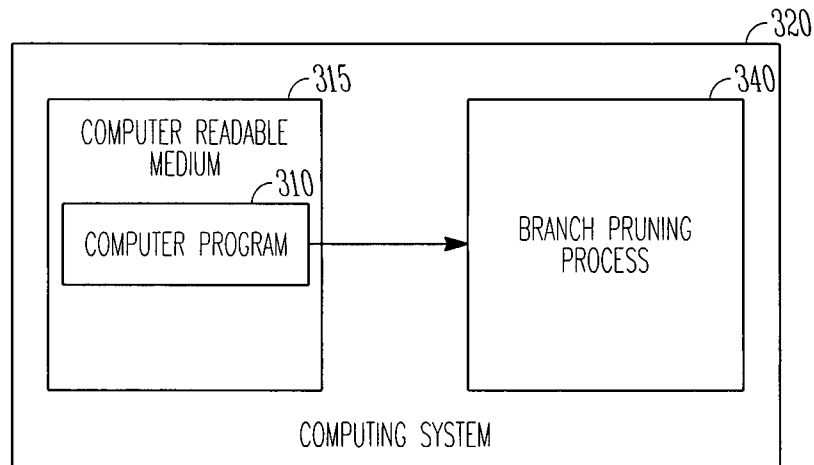 320
315
340
COMPUTER READABLE
MEDIUM
310
COMPUTER PROGRAM
BRANCH PRUNING
PROCESS
COMPUTING SYSTEM